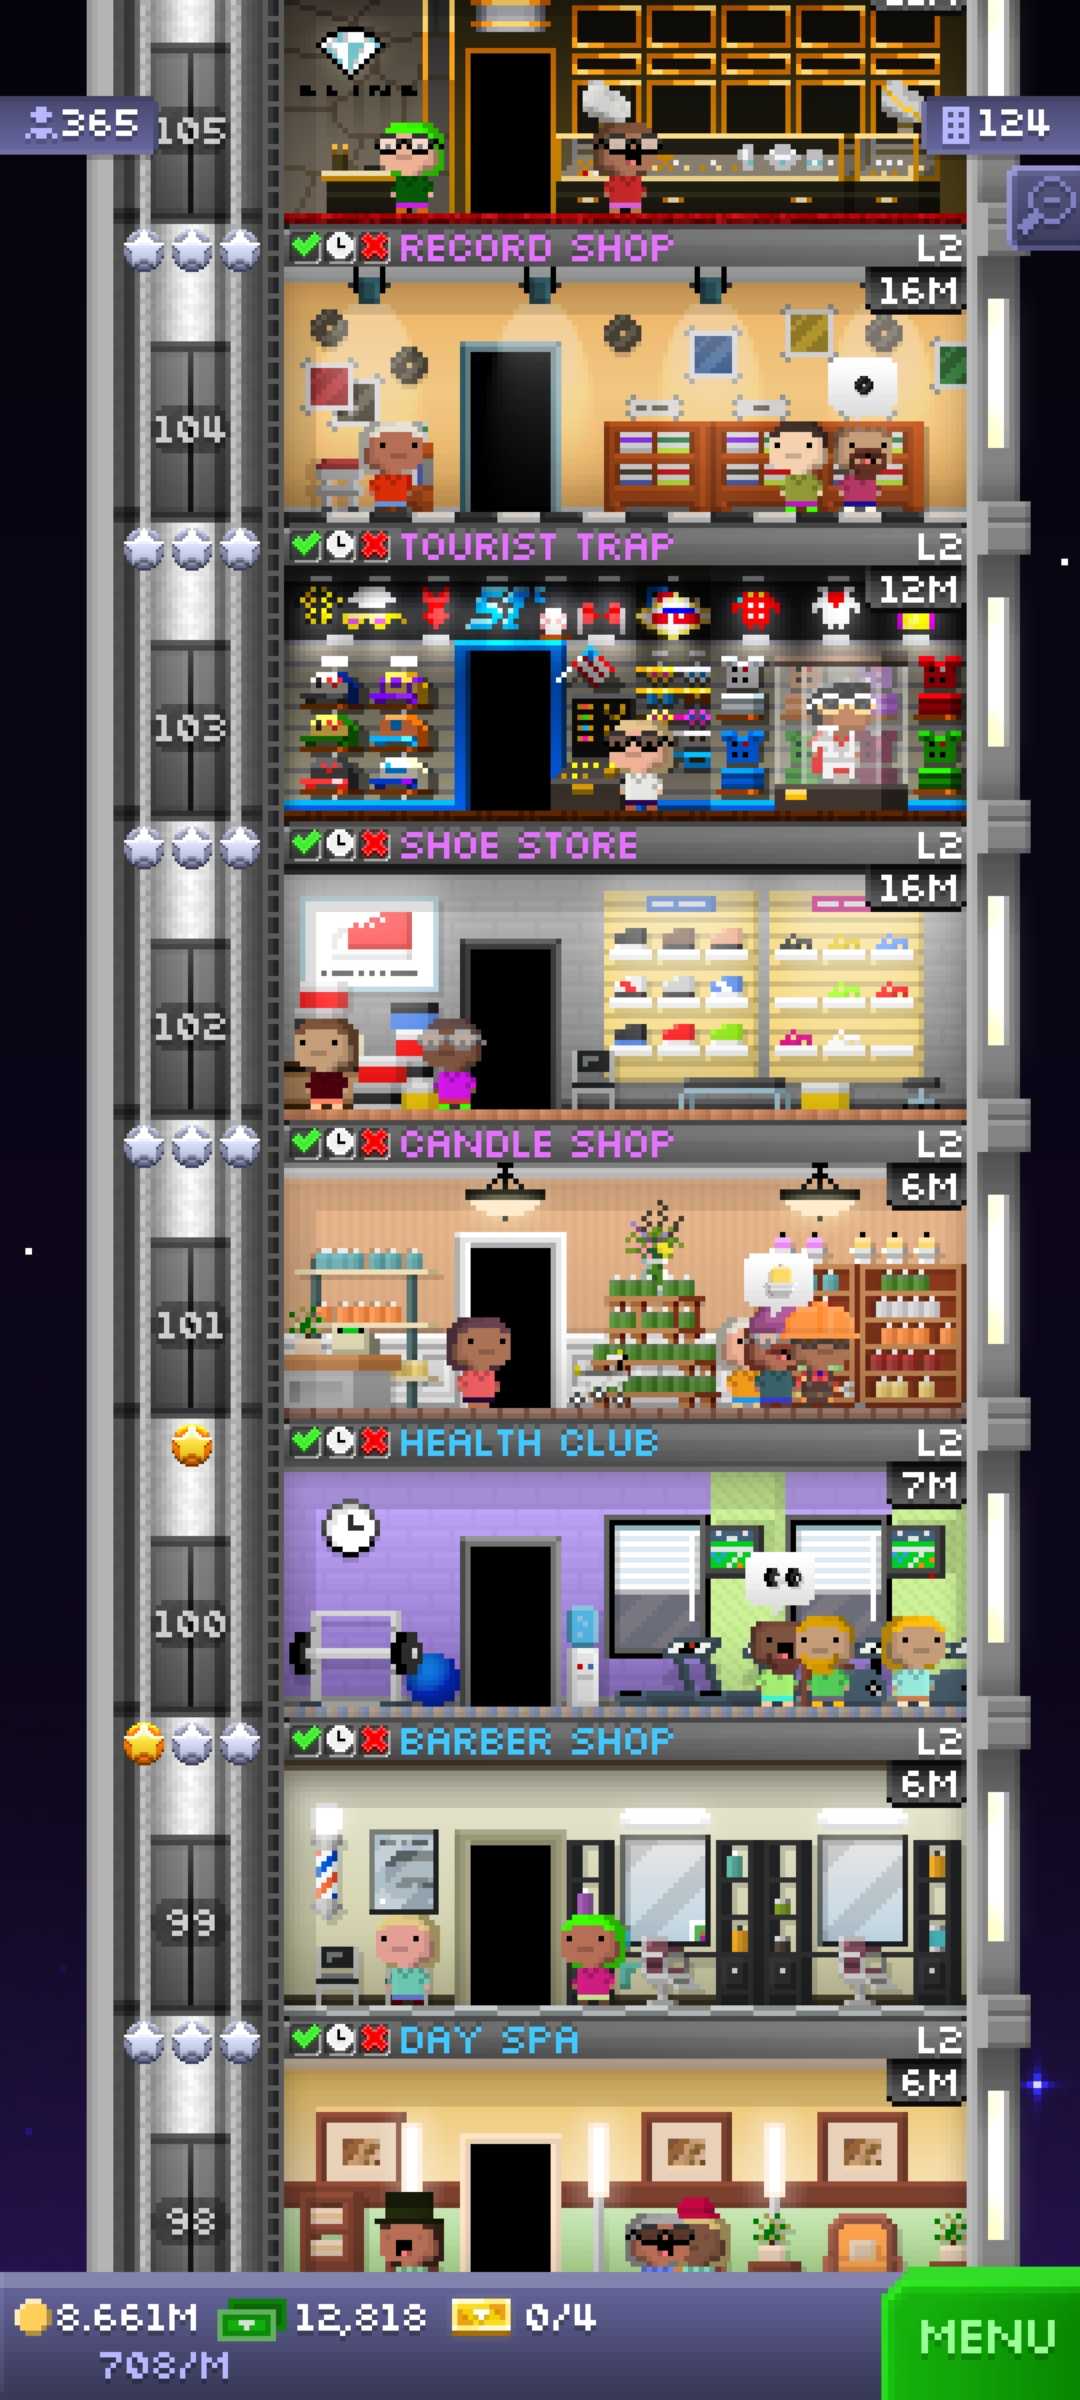 BLING
365
105
124
RECORD SHOP L2
16M
104
TOURIST TRAP L2
12M
103
SHOE STORE L2
16M
102
CANDLE SHOP L2
6M
101
HEALTH CLUB L2
7M
100
BARBER SHOP L2
6M
99
DAY SPA L2
6M
98
8.661M 12,818 0/4
708/M
MENU